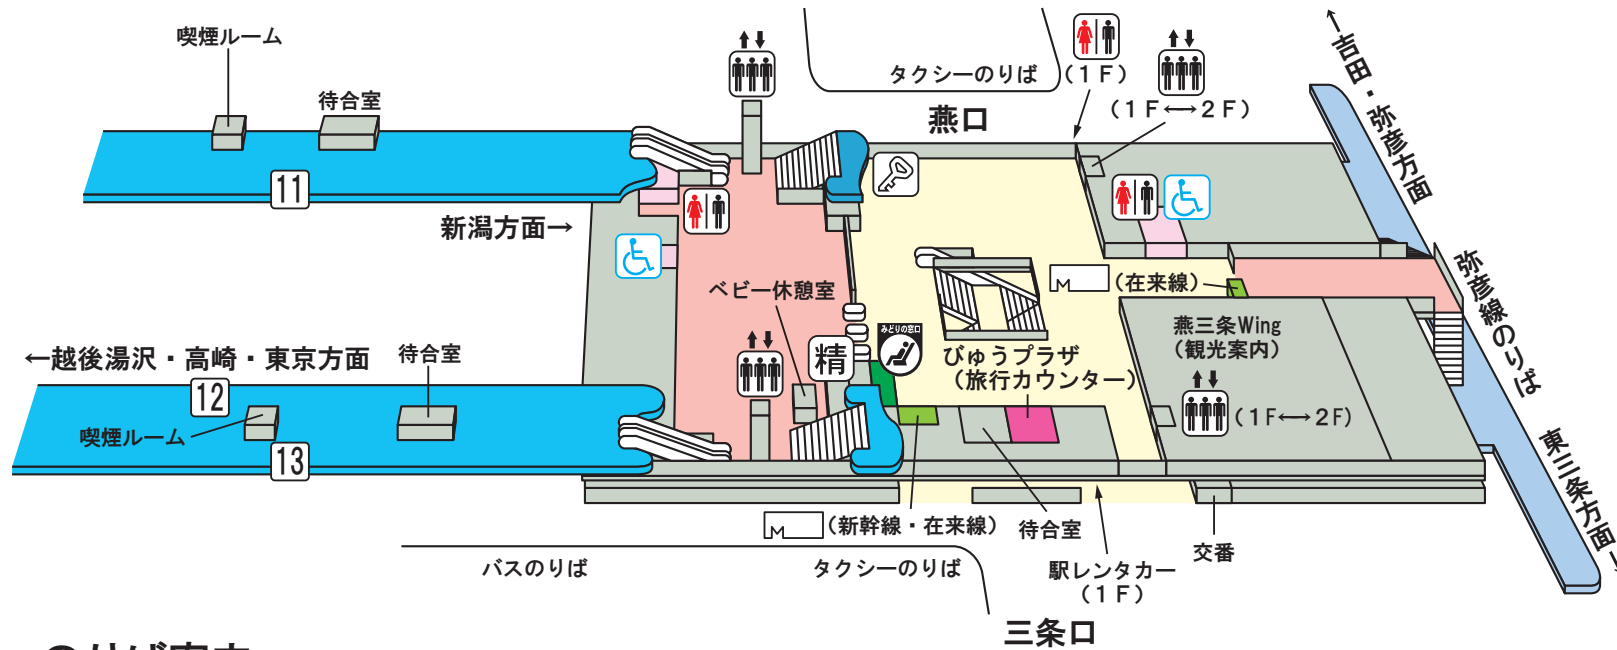 喫煙ルーム
待合室
11
新潟方面→
タクシーのりば
燕口
(1F)
(1F⟷2F)
↑吉田・弥彦方面
弥彦線のりば
東三条方面↓
ベビー休憩室
精
みどりの窓口
びゅうプラザ
(旅行カウンター)
M
(在来線)
燕三条Wing
(観光案内)
(1F⟷2F)
←越後湯沢・高崎・東京方面
待合室
12
喫煙ルーム
13
M
(新幹線・在来線)
待合室
駅レンタカー
(1F)
交番
バスのりば
タクシーのりば
三条口